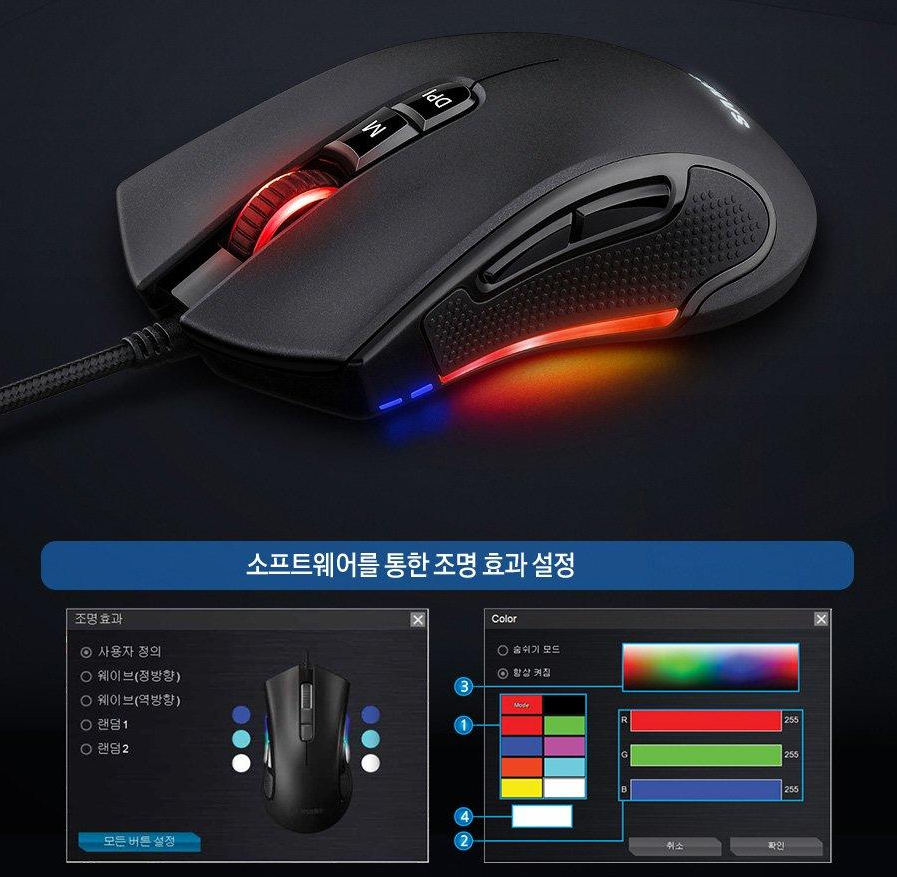 DPI
M
소프트웨어를 통한 조명 효과 설정
조명 효과
사용자 정의
웨이브(정방향)
웨이브(역방향)
랜덤1
랜덤2
모든 버튼 설정
Color
숨쉬기 모드
항상 켜짐
3
1
Mode
R
255
G
255
B
255
4
2
취소
확인